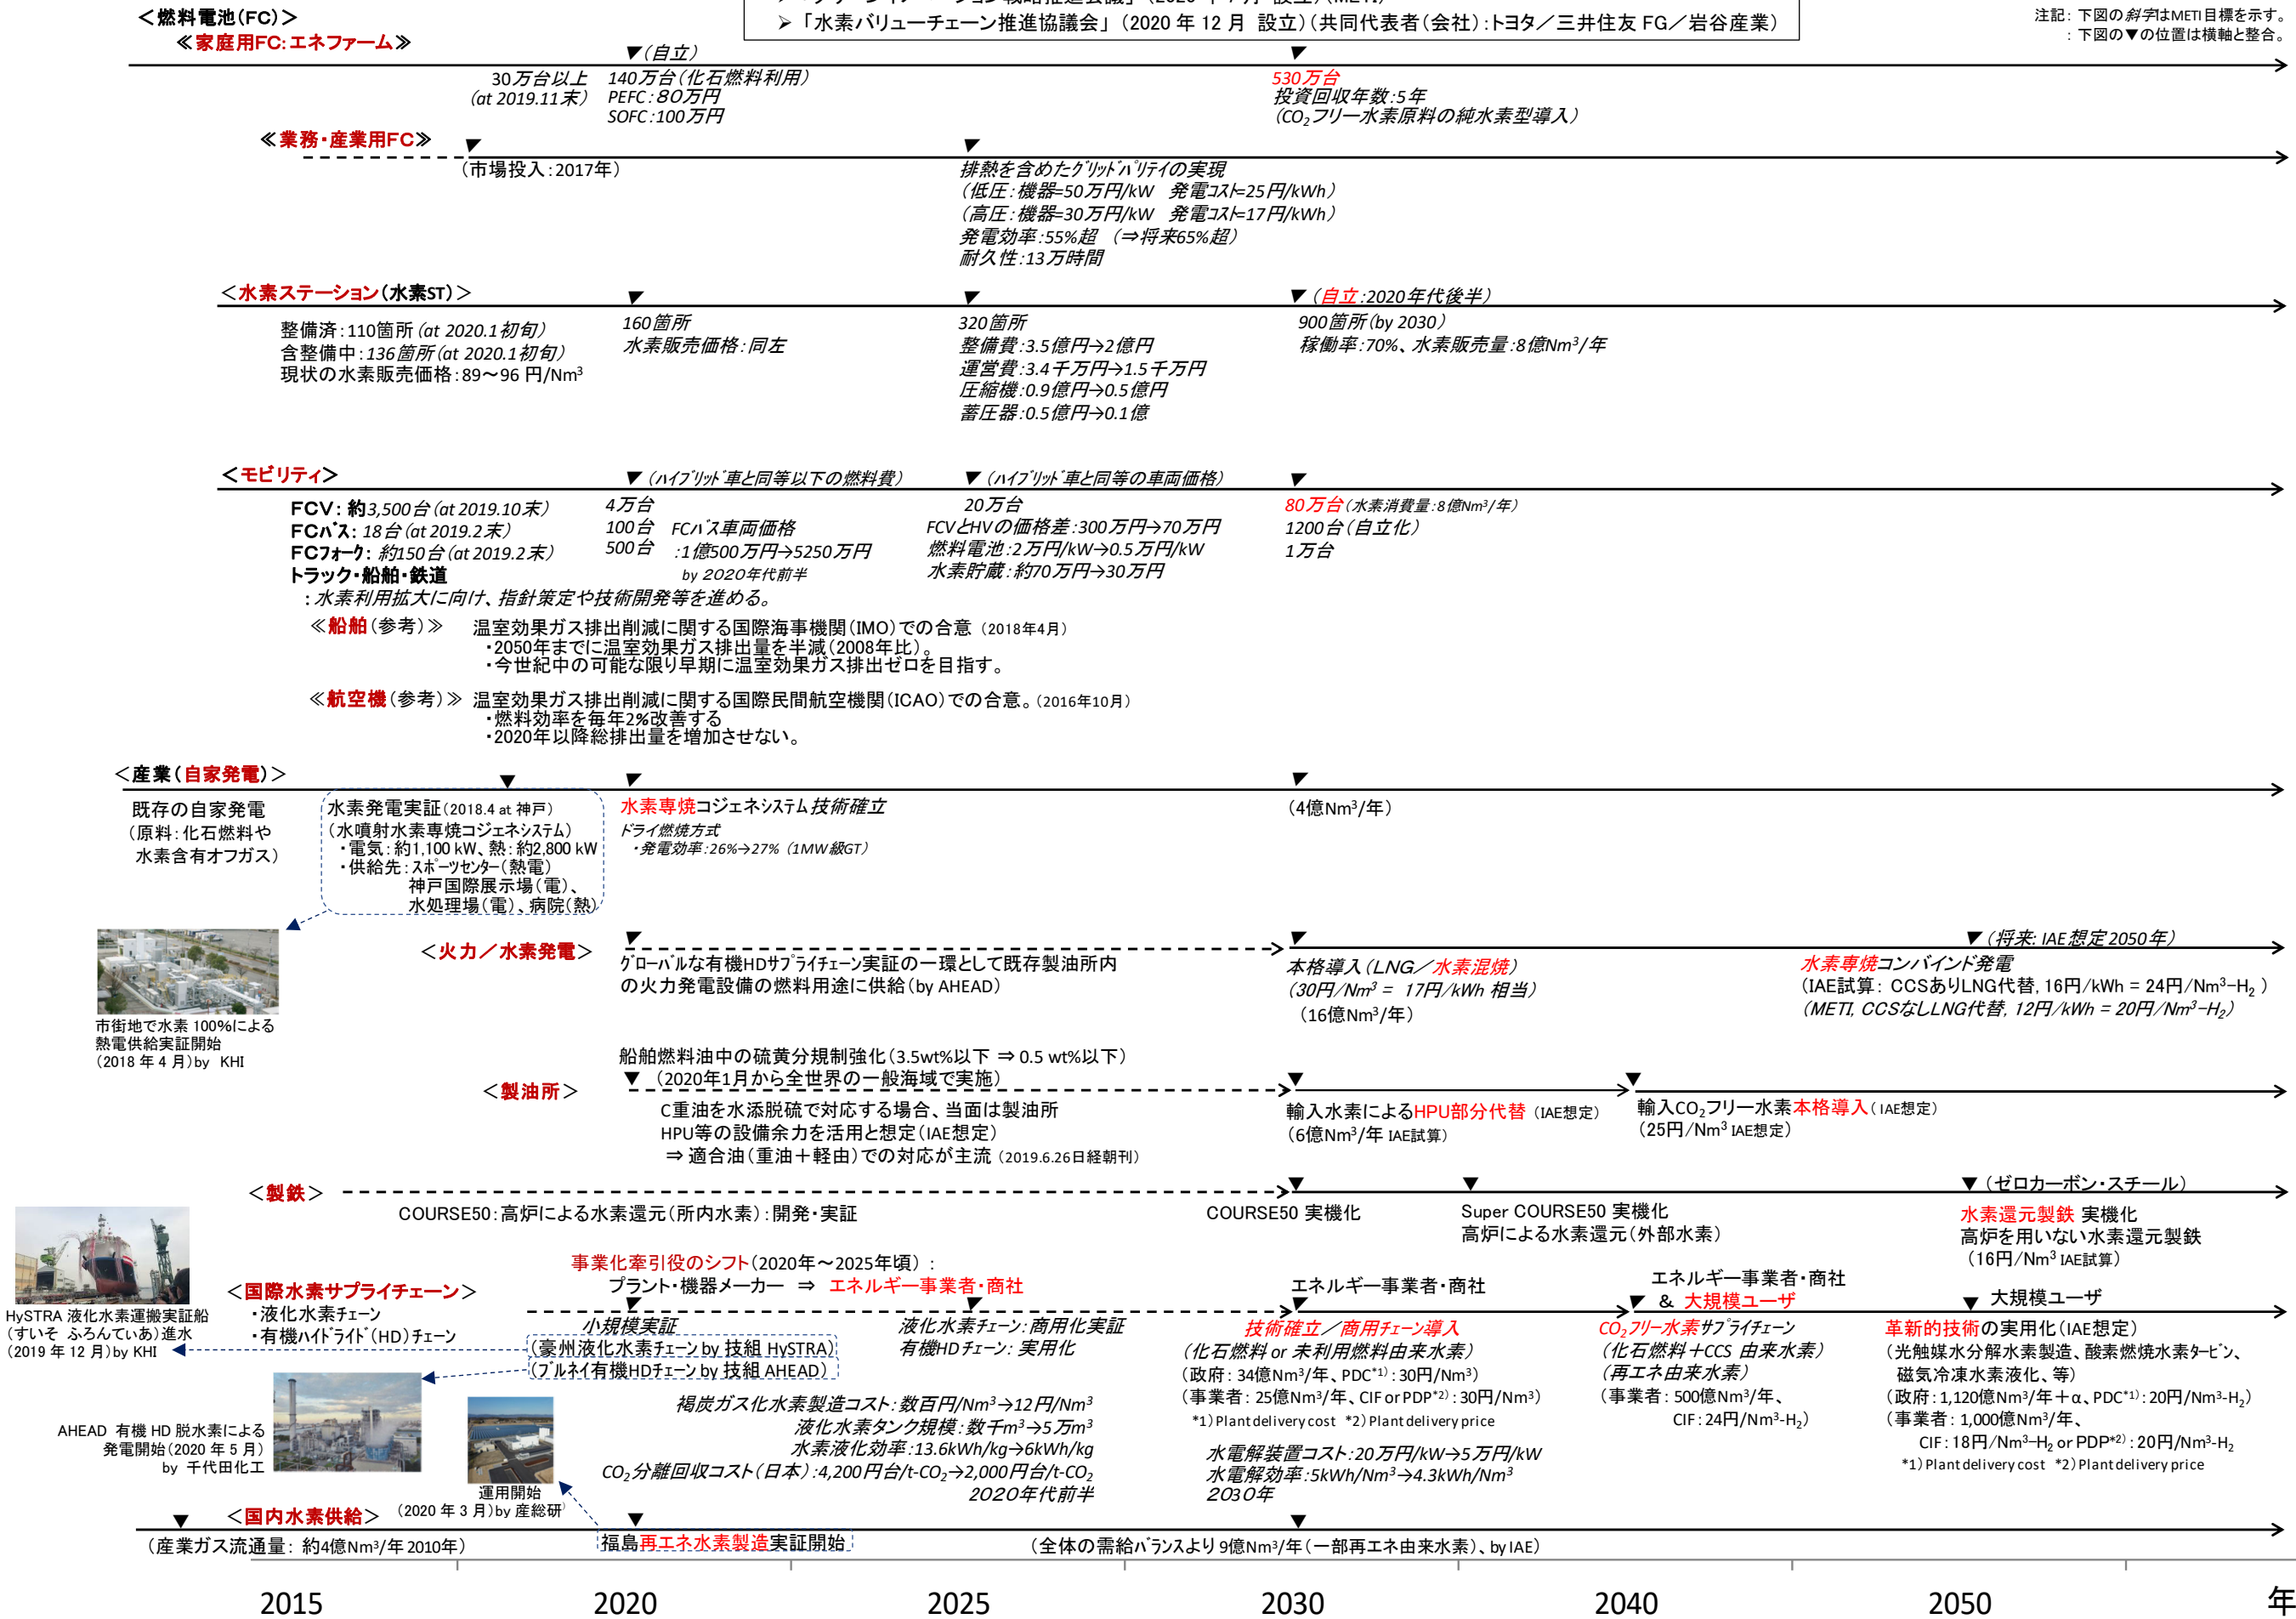 ＜燃料電池(FC)＞
➢ 「水素バリューチェーン推進協議会」（2020 年 12 月 設立）（共同代表者（会社）：トヨタ／三井住友 FG／岩谷産業）
注記： 下図の斜字はMETI目標を示す。
： 下図の▼の位置は横軸と整合。
≪家庭用FC：エネファーム≫
▼（自立）
30万台以上
(at 2019.11末)
140万台（化石燃料利用）
PEFC：80万円
SOFC：100万円
530万台
投資回収年数：5年
（CO2フリー水素原料の純水素型導入）
≪業務・産業用FC≫
（市場投入：2017年）
排熱を含めたグリッドパリティの実現
（低圧：機器=50万円/kW 発電コスト=25円/kWh）
（高圧：機器=30万円/kW 発電コスト=17円/kWh）
発電効率：55%超 （⇒将来65%超）
耐久性：13万時間
＜水素ステーション（水素ST）＞
▼（自立：2020年代後半）
整備済：110箇所 (at 2020.1初旬)
含整備中：136箇所(at 2020.1初旬)
現状の水素販売価格：89～96 円/Nm3
160箇所
水素販売価格：同左
320箇所
整備費：3.5億円→2億円
運営費：3.4千万円→1.5千万円
圧縮機：0.9億円→0.5億円
蓄圧器：0.5億円→0.1億
900箇所(by 2030)
稼働率：70%、水素販売量：8億Nm3/年
＜モビリティ＞
▼（ハイブリッド車と同等以下の燃料費）
▼（ハイブリッド車と同等の車両価格）
FCV：約3,500台(at 2019.10末)
FCバス：18台(at 2019.2末)
FCフォーク：約150台(at 2019.2末)
トラック・船舶・鉄道
：水素利用拡大に向け、指針策定や技術開発等を進める。
4万台
100台 FCバス車両価格
500台 ：1億500万円→5250万円
by 2020年代前半
20万台
FCVとHVの価格差：300万円→70万円
燃料電池：2万円/kW→0.5万円/kW
水素貯蔵：約70万円→30万円
80万台（水素消費量：8億Nm3/年）
1200台（自立化）
1万台
≪船舶（参考）≫ 温室効果ガス排出削減に関する国際海事機関（IMO）での合意 （2018年4月）
・2050年までに温室効果ガス排出量を半減（2008年比）。
・今世紀中の可能な限り早期に温室効果ガス排出ゼロを目指す。
≪航空機（参考）≫ 温室効果ガス排出削減に関する国際民間航空機関（ICAO）での合意。（2016年10月）
・燃料効率を毎年2%改善する
・2020年以降総排出量を増加させない。
＜産業（自家発電）＞
既存の自家発電
（原料：化石燃料や
水素含有オフガス）
水素発電実証（2018.4 at 神戸）
（水噴射水素専焼コジェネシステム）
・電気：約1,100 kW、熱：約2,800 kW
・供給先：スポーツセンター（熱電）
神戸国際展示場（電）、
水処理場（電）、病院（熱）
水素専焼コジェネシステム技術確立
ドライ燃焼方式
・発電効率：26%→27% （1MW級GT）
（4億Nm3/年）
市街地で水素 100%による
熱電供給実証開始
（2018 年 4 月）by KHI
＜火力／水素発電＞
グローバルな有機HDサプライチェーン実証の一環として既存製油所内
の火力発電設備の燃料用途に供給（by AHEAD）
本格導入（LNG／水素混焼）
（30円/Nm3 = 17円/kWh 相当）
（16億Nm3/年）
▼（将来：IAE想定2050年）
水素専焼コンバインド発電
（IAE試算： CCSありLNG代替，16円/kWh = 24円/Nm3-H2 ）
（METI, CCSなしLNG代替，12円/kWh = 20円/Nm3-H2）
船舶燃料油中の硫黄分規制強化（3.5wt%以下 ⇒ 0.5 wt%以下）
▼ （2020年1月から全世界の一般海域で実施）
＜製油所＞
C重油を水添脱硫で対応する場合、当面は製油所
HPU等の設備余力を活用と想定（IAE想定）
⇒ 適合油（重油＋軽由）での対応が主流 （2019.6.26日経朝刊）
輸入水素によるHPU部分代替 （IAE想定）
（6億Nm3/年 IAE試算）
輸入CO2フリー水素本格導入（IAE想定）
（25円/Nm3 IAE想定）
＜製鉄＞
COURSE50：高炉による水素還元（所内水素）：開発・実証
COURSE50 実機化
Super COURSE50 実機化
高炉による水素還元（外部水素）
▼（ゼロカーボン・スチール）
水素還元製鉄 実機化
高炉を用いない水素還元製鉄
（16円/Nm3 IAE試算）
HySTRA 液化水素運搬実証船
（すいそ ふろんてぃあ）進水
（2019 年 12 月）by KHI
事業化牽引役のシフト（2020年～2025年頃）：
プラント・機器メーカー ⇒ エネルギー事業者・商社
エネルギー事業者・商社
エネルギー事業者・商社
& 大規模ユーザ
▼ 大規模ユーザ
＜国際水素サプライチェーン＞
・液化水素チェーン
・有機ハイドライド（HD）チェーン
小規模実証
（豪州液化水素チェーン by 技組 HySTRA）
（ブルネイ有機HDチェーン by 技組 AHEAD）
液化水素チェーン：商用化実証
有機HDチェーン：実用化
褐炭ガス化水素製造コスト：数百円/Nm3→12円/Nm3
液化水素タンク規模：数千m3→5万m3
水素液化効率：13.6kWh/kg→6kWh/kg
CO2分離回収コスト（日本）：4,200円台/t-CO2→2,000円台/t-CO2
2020年代前半
技術確立／商用チェーン導入
（化石燃料 or 未利用燃料由来水素）
（政府：34億Nm3/年、PDC*1)：30円/Nm3）
（事業者：25億Nm3/年、CIF or PDP*2)：30円/Nm3）
*1）Plant delivery cost *2）Plant delivery price
水電解装置コスト：20万円/kW→5万円/kW
水電解効率：5kWh/Nm3→4.3kWh/Nm3
2030年
CO2フリー水素サプライチェーン
（化石燃料＋CCS 由来水素）
（再エネ由来水素）
（事業者：500億Nm3/年、
CIF：24円/Nm3-H2）
革新的技術の実用化（IAE想定）
（光触媒水分解水素製造、酸素燃焼水素タービン、
磁気冷凍水素液化、等）
（政府：1,120億Nm3/年＋α、PDC*1)：20円/Nm3-H2）
（事業者：1,000億Nm3/年、
CIF：18円/Nm3-H2 or PDP*2)：20円/Nm3-H2
*1）Plant delivery cost *2）Plant delivery price
AHEAD 有機 HD 脱水素による
発電開始（2020 年 5 月）
by 千代田化工
運用開始
（2020 年 3 月）by 産総研
＜国内水素供給＞
（産業ガス流通量： 約4億Nm3/年 2010年）
福島再エネ水素製造実証開始
（全体の需給バランスより 9億Nm3/年（一部再エネ由来水素）、by IAE）
2015 2020 2025 2030 2040 2050 年